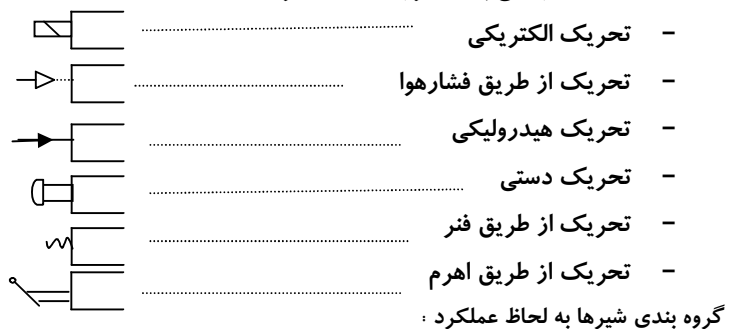 - تحریک الکتریکی
- تحریک از طریق فشارهوا
- تحریک هیدرولیکی
- تحریک دستی
- تحریک از طریق فنر
- تحریک از طریق اهرم
گروه بندی شیرها به لحاظ عملکرد :